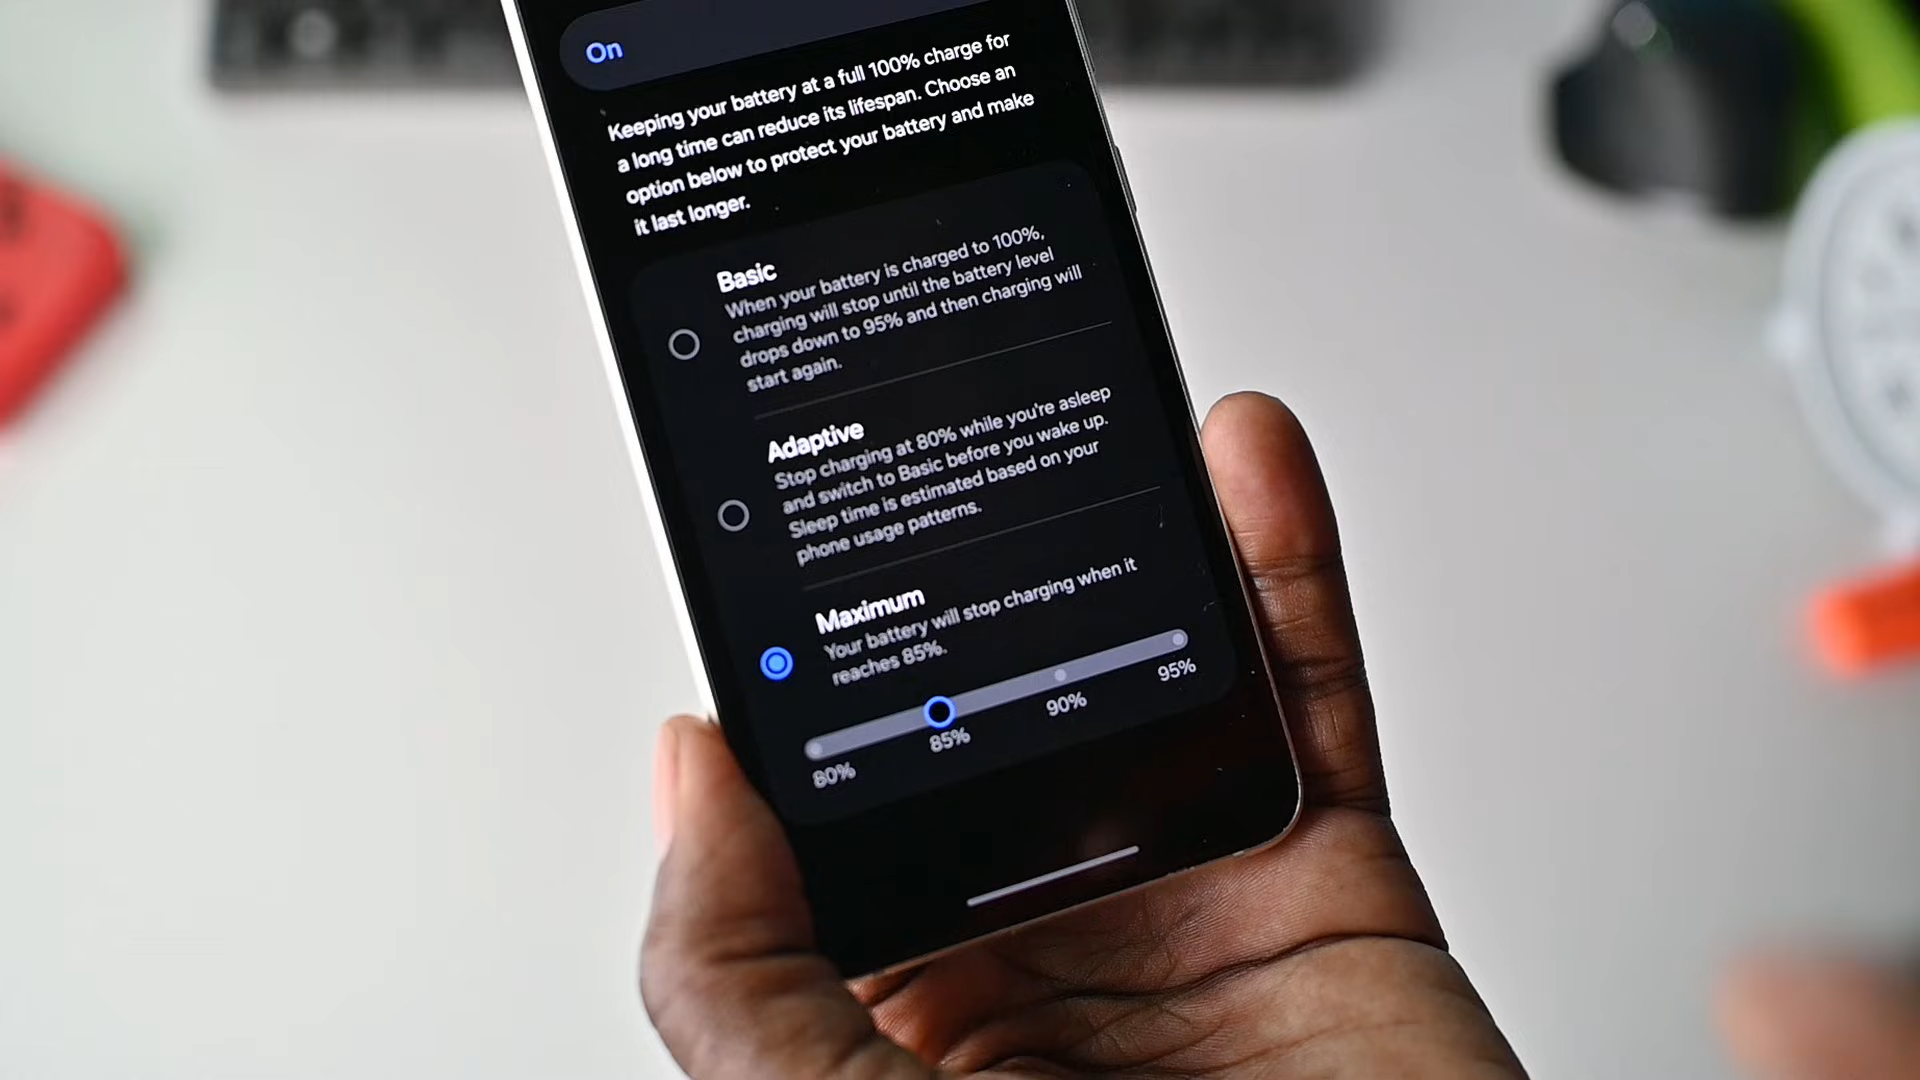 On
Keeping your battery at a full 100% charge for
a long time can reduce its lifespan. Choose an
option below to protect your battery and make
it last longer.
Basic
When your battery is charged to 100%,
charging will stop until the battery level
drops down to 95% and then charging will
start again.
Adaptive
Stop charging at 80% while you're asleep
and switch to Basic before you wake up.
Sleep time is estimated based on your
phone usage patterns.
Maximum
Your battery will stop charging when it
reaches 85%.
80%
85%
90%
95%